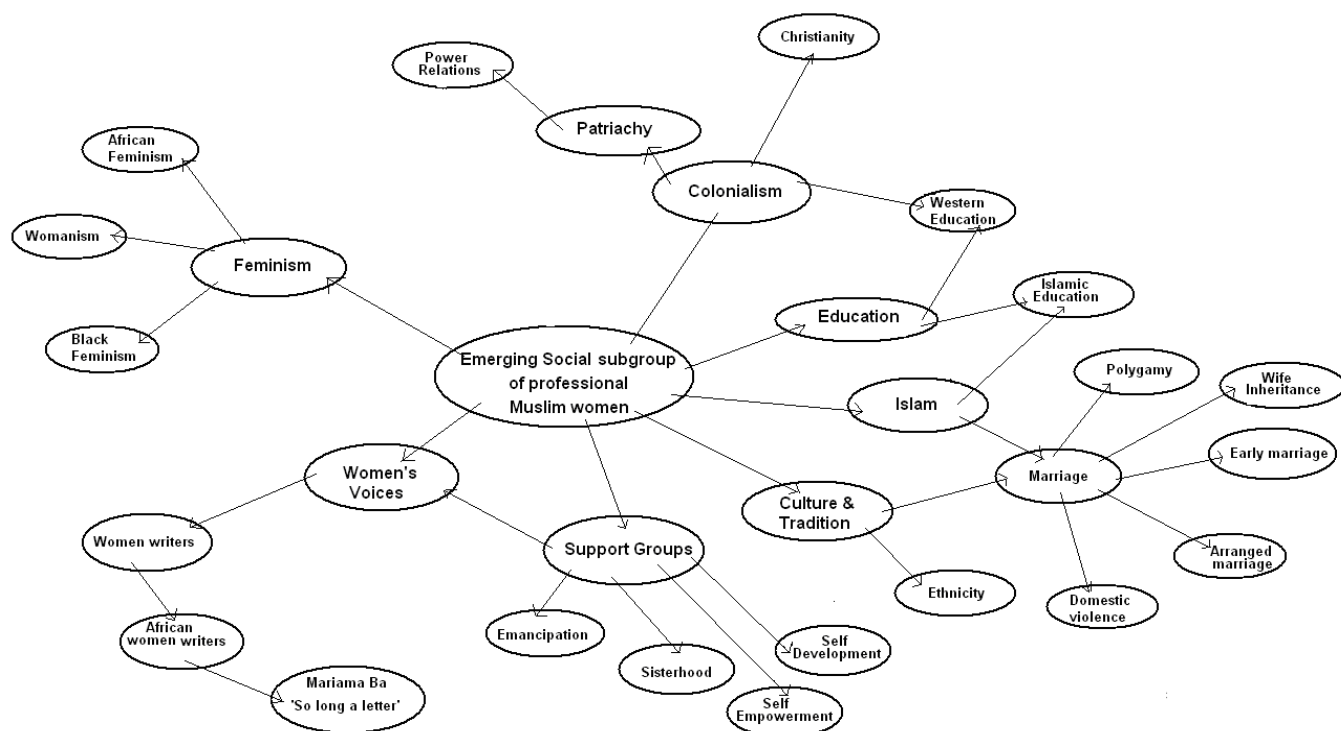 Christianity
Power
Relations
Patriachy
African
Feminism
Colonialism
Western
Education
Womanism
Feminism
Islamic
Education
Education
Black
Feminism
Emerging Social subgroup
of professional
Muslim women
Polygamy
Wife
Inheritance
Islam
Early marriage
Women's
Voices
Marriage
Culture &
Tradition
Women writers
Support Groups
Arranged
marriage
Ethnicity
Domestic
violence
African
women writers
Emancipation
Self
Development
Sisterhood
Mariama Ba
'So long a letter'
Self
Empowerment